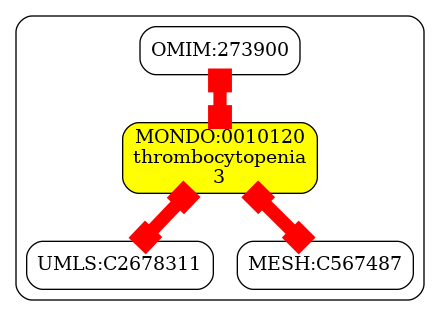 OMIM:273900
MONDO:0010120
thrombocytopenia
3
UMLS:C2678311
MESH:C567487